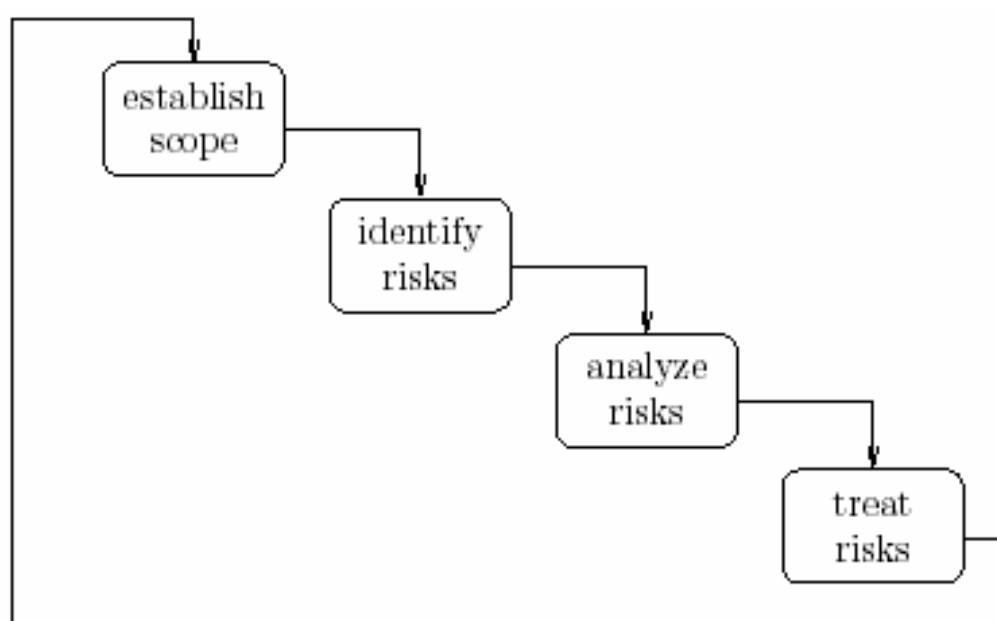 establish
scope
identify
risks
analyze
risks
treat
risks